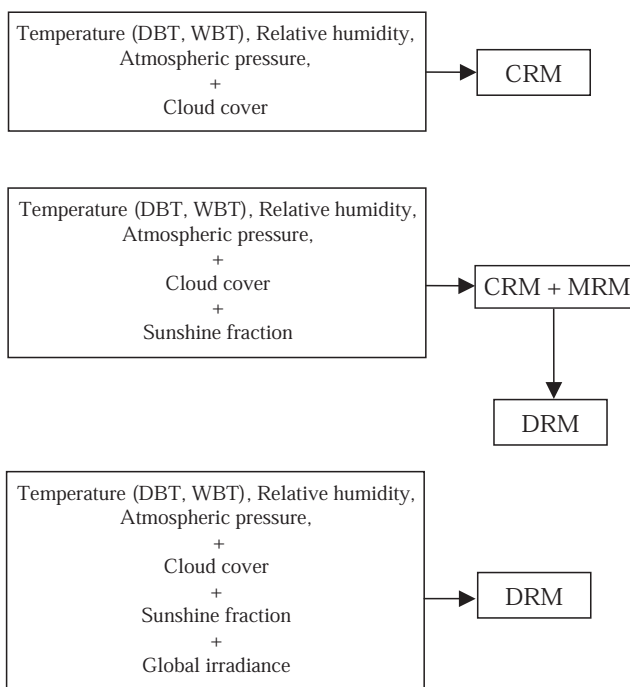 Temperature (DBT, WBT), Relative humidity,
Atmospheric pressure,
+
Cloud cover
CRM
Temperature (DBT, WBT), Relative humidity,
Atmospheric pressure,
+
Cloud cover
+
Sunshine fraction
CRM + MRM
DRM
Temperature (DBT, WBT), Relative humidity,
Atmospheric pressure,
+
Cloud cover
+
Sunshine fraction
+
Global irradiance
DRM